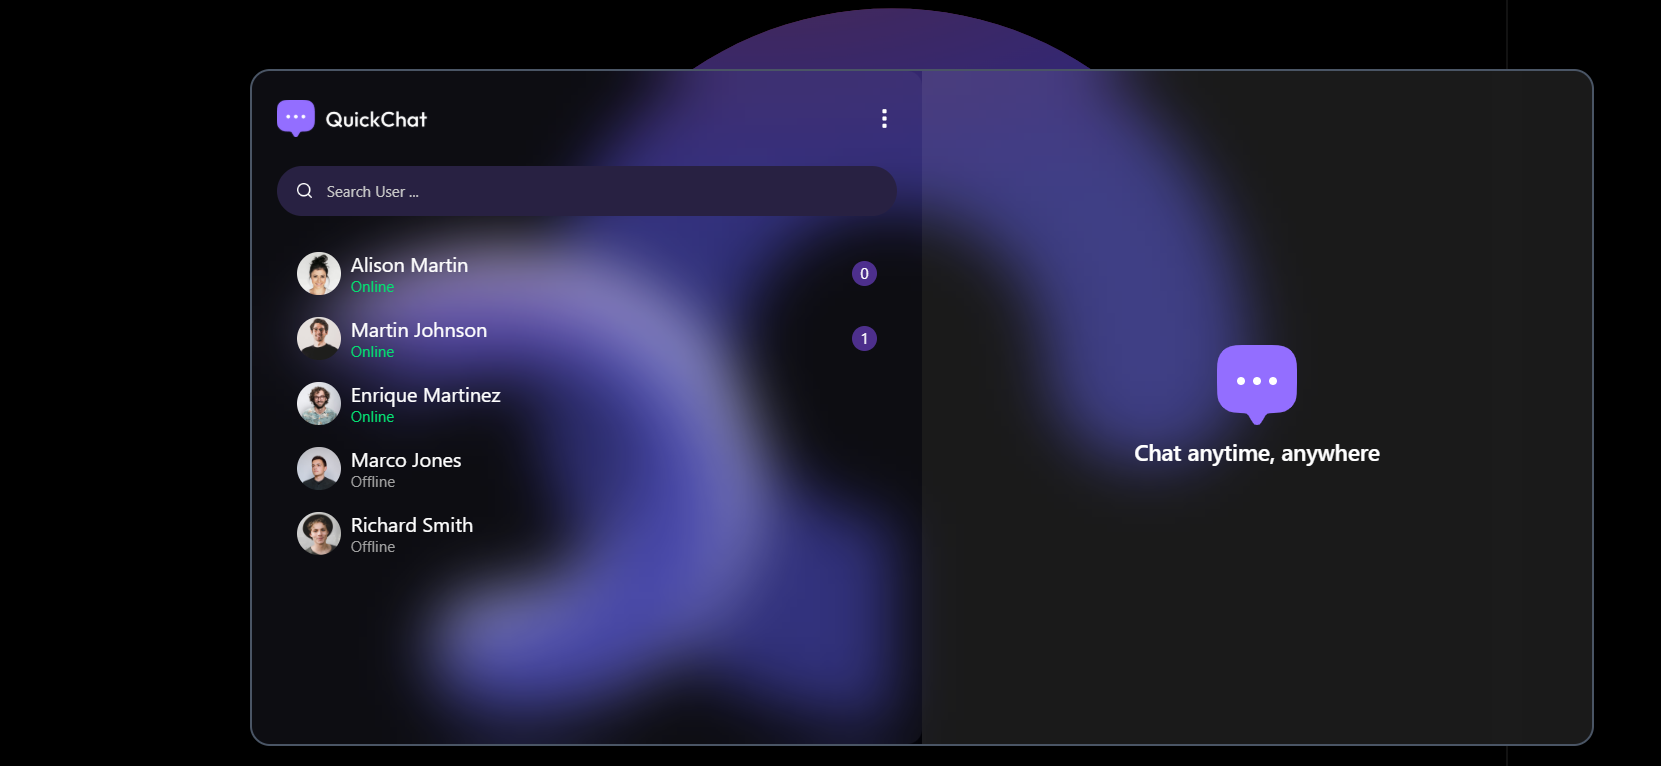 QuickChat
Search User ...
Alison Martin
Online
0
Martin Johnson
Online
1
Enrique Martinez
Online
Marco Jones
Offline
Richard Smith
Offline
Chat anytime, anywhere